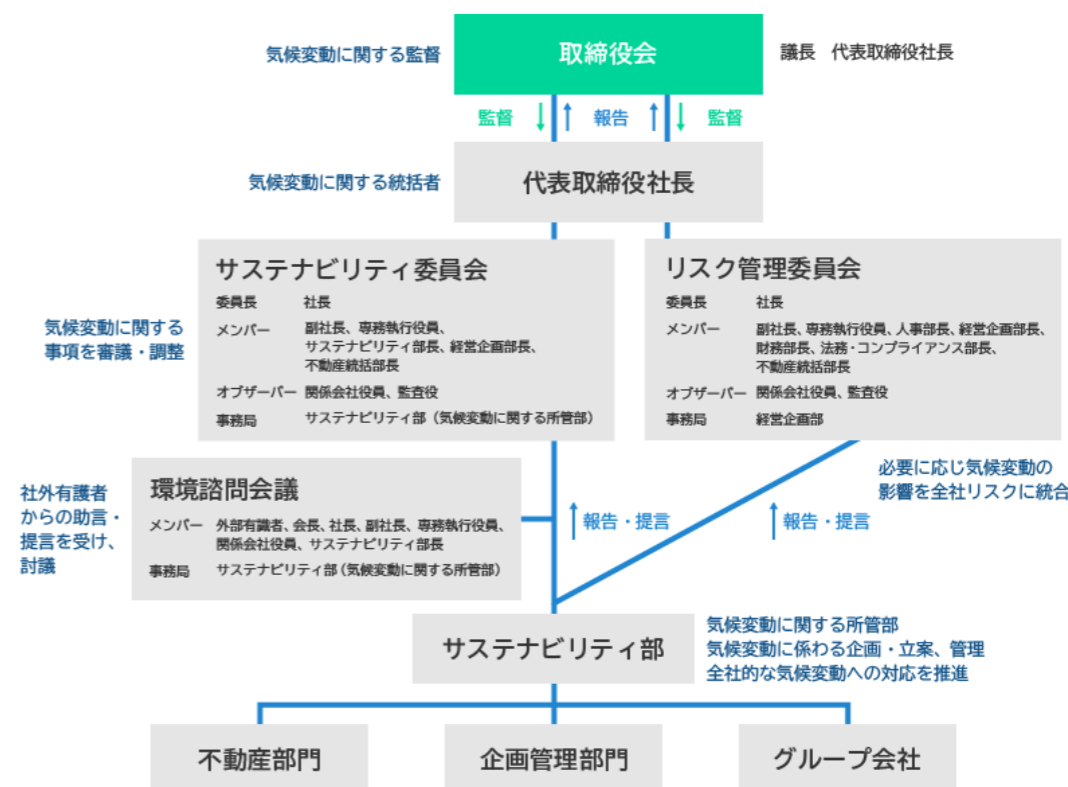 気候変動に関する監督
取締役会
議長　代表取締役社長
監督
報告
監督
気候変動に関する統括者
代表取締役社長
気候変動に関する
事項を審議・調整
サステナビリティ委員会
委員長　社長
メンバー　副社長、専務執行役員、
サステナビリティ部長、経営企画部長、
不動産統括部長
オブザーバー　関係会社役員、監査役
事務局　サステナビリティ部（気候変動に関する所管部）
リスク管理委員会
委員長　社長
メンバー　副社長、専務執行役員、人事部長、経営企画部長、
財務部長、法務・コンプライアンス部長、
不動産統括部長
オブザーバー　関係会社役員、監査役
事務局　経営企画部
社外有護者
からの助言・
提言を受け、
討議
環境諮問会議
メンバー　外部有識者、会長、社長、副社長、専務執行役員、
関係会社役員、サステナビリティ部長
事務局　サステナビリティ部（気候変動に関する所管部）
報告・提言
報告・提言
必要に応じ気候変動の
影響を全社リスクに統合
サステナビリティ部
気候変動に関する所管部
気候変動に係わる企画・立案、管理
全社的な気候変動への対応を推進
不動産部門
企画管理部門
グループ会社